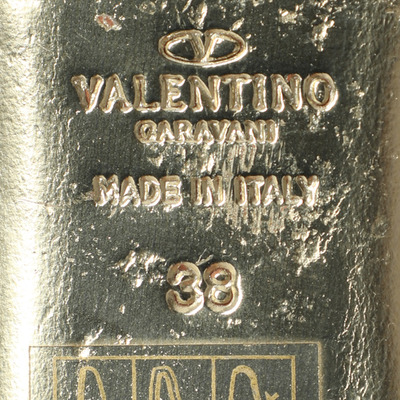 V
VALENTINO
GARAVANI
MADE IN ITALY
38